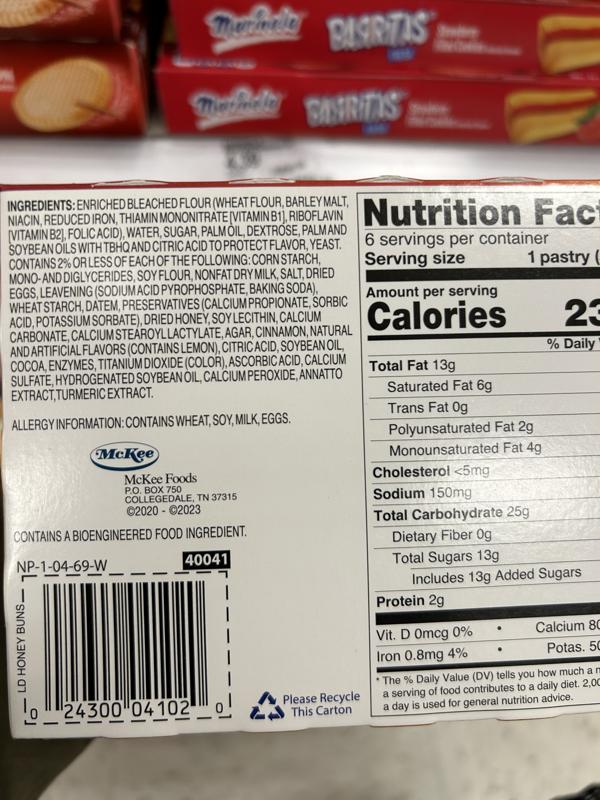 Marinela BARRITAS
Marinela BARRITAS
INGREDIENTS: ENRICHED BLEACHED FLOUR (WHEAT FLOUR, BARLEY MALT,
NIACIN, REDUCED IRON, THIAMIN MONONITRATE [VITAMIN B1], RIBOFLAVIN
[VITAMIN B2], FOLIC ACID), WATER, SUGAR, PALM OIL, DEXTROSE, PALM AND
SOYBEAN OILS WITH TBHQ AND CITRIC ACID TO PROTECT FLAVOR, YEAST.
CONTAINS 2% OR LESS OF EACH OF THE FOLLOWING: CORN STARCH,
MONO- AND DIGLYCERIDES, SOY FLOUR, NONFAT DRY MILK, SALT, DRIED
EGGS, LEAVENING (SODIUM ACID PYROPHOSPHATE, BAKING SODA),
WHEAT STARCH, DATEM, PRESERVATIVES (CALCIUM PROPIONATE, SORBIC
ACID, POTASSIUM SORBATE), DRIED HONEY, SOY LECITHIN, CALCIUM
CARBONATE, CALCIUM STEAROYL LACTYLATE, AGAR, CINNAMON, NATURAL
AND ARTIFICIAL FLAVORS (CONTAINS LEMON), CITRIC ACID, SOYBEAN OIL,
COCOA, ENZYMES, TITANIUM DIOXIDE (COLOR), ASCORBIC ACID, CALCIUM
SULFATE, HYDROGENATED SOYBEAN OIL, CALCIUM PEROXIDE, ANNATTO
EXTRACT, TURMERIC EXTRACT.
ALLERGY INFORMATION: CONTAINS WHEAT, SOY, MILK, EGGS.
McKee
McKee Foods
P.O. BOX 750
COLLEGEDALE, TN 37315
©2020 - ©2023
CONTAINS A BIOENGINEERED FOOD INGREDIENT.
NP-1-04-69-W 40041
LD HONEY BUNS
0 24300 04102 0
Please Recycle
This Carton
Nutrition Fact
6 servings per container
Serving size 1 pastry (
Amount per serving
Calories 23
% Daily
Total Fat 13g
Saturated Fat 6g
Trans Fat 0g
Polyunsaturated Fat 2g
Monounsaturated Fat 4g
Cholesterol <5mg
Sodium 150mg
Total Carbohydrate 25g
Dietary Fiber 0g
Total Sugars 13g
Includes 13g Added Sugars
Protein 2g
Vit. D 0mcg 0% • Calcium 80
Iron 0.8mg 4% • Potas. 50
* The % Daily Value (DV) tells you how much a n
a serving of food contributes to a daily diet. 2,00
a day is used for general nutrition advice.